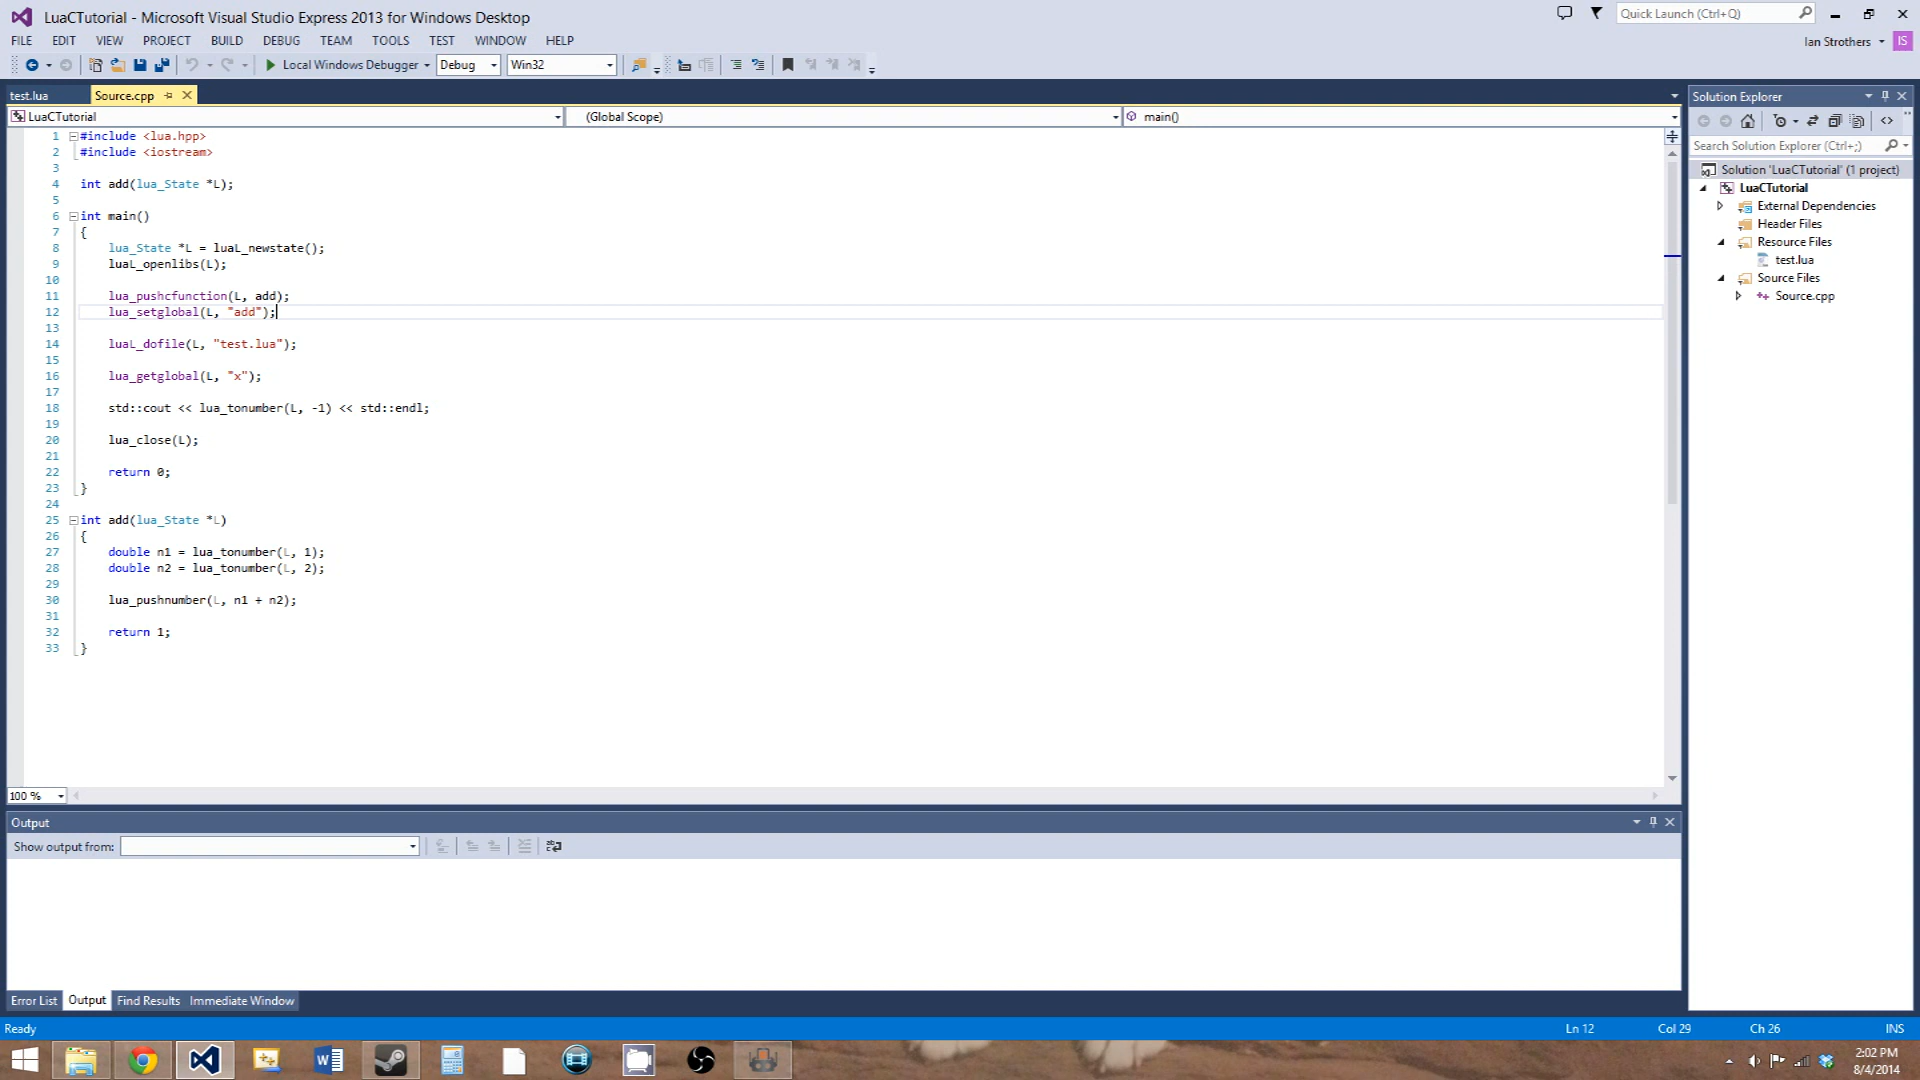 LuaCTutorial - Microsoft Visual Studio Express 2013 for Windows Desktop
Quick Launch (Ctrl+Q)
FILE EDIT VIEW PROJECT BUILD DEBUG TEAM TOOLS TEST WINDOW HELP
Ian Strothers IS
Local Windows Debugger Debug Win32
test.lua Source.cpp
LuaCTutorial (Global Scope) main()
1 #include <lua.hpp>
2 #include <iostream>
3
4 int add(lua_State *L);
5
6 int main()
7 {
8 lua_State *L = luaL_newstate();
9 luaL_openlibs(L);
10
11 lua_pushcfunction(L, add);
12 lua_setglobal(L, "add");
13
14 luaL_dofile(L, "test.lua");
15
16 lua_getglobal(L, "x");
17
18 std::cout << lua_tonumber(L, -1) << std::endl;
19
20 lua_close(L);
21
22 return 0;
23 }
24
25 int add(lua_State *L)
26 {
27 double n1 = lua_tonumber(L, 1);
28 double n2 = lua_tonumber(L, 2);
29
30 lua_pushnumber(L, n1 + n2);
31
32 return 1;
33 }
100 %
Solution Explorer
Search Solution Explorer (Ctrl+;)
Solution 'LuaCTutorial' (1 project)
LuaCTutorial
External Dependencies
Header Files
Resource Files
test.lua
Source Files
Source.cpp
Output
Show output from:
Error List Output Find Results Immediate Window
Ready Ln 12 Col 29 Ch 26 INS
2:02 PM
8/4/2014